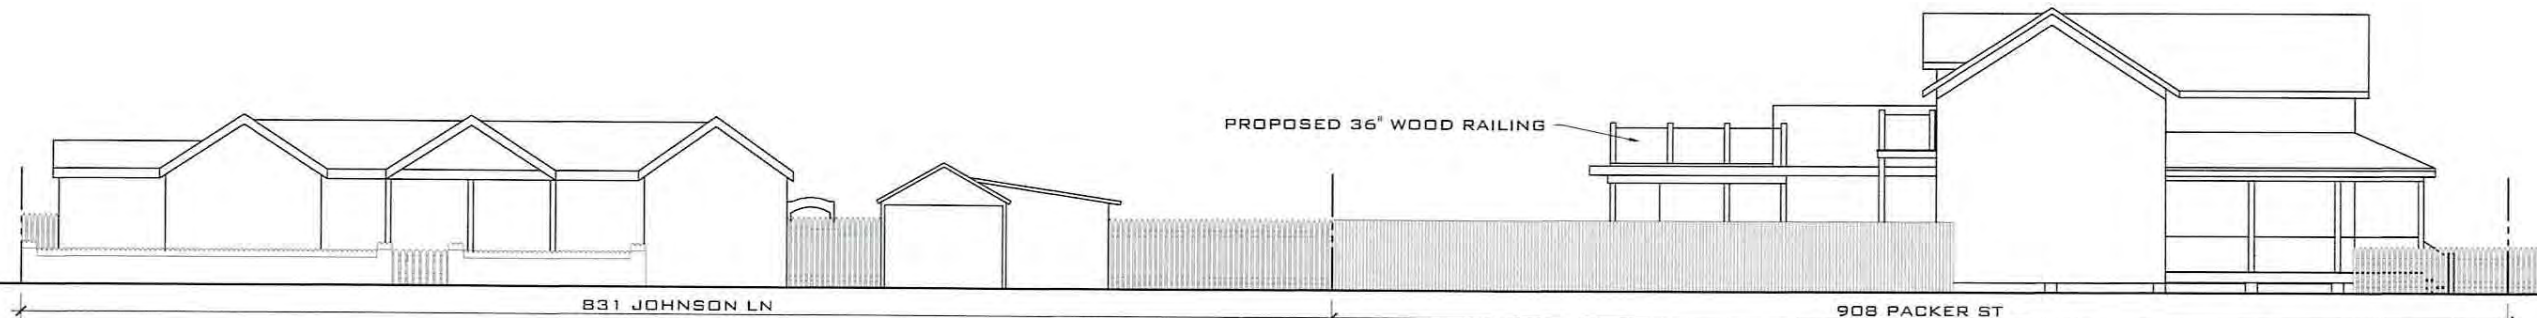 PROPOSED 36" WOOD RAILING
831 JOHNSON LN
908 PACKER ST